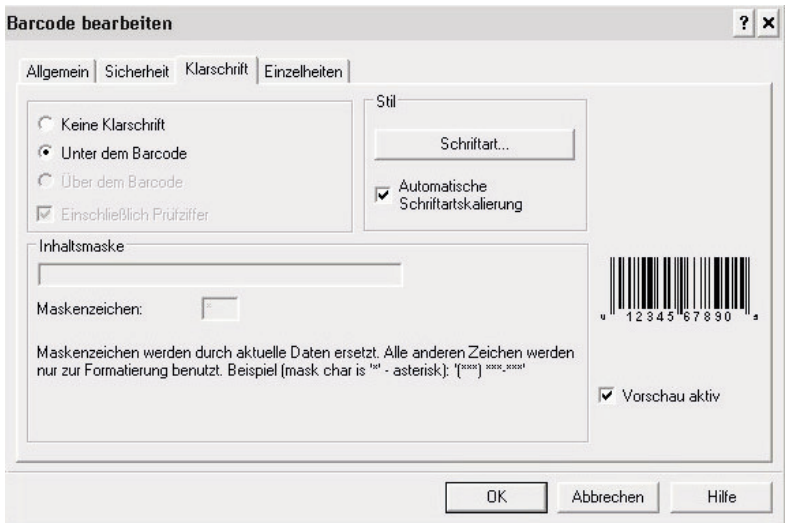 Barcode bearbeiten
? ×
Allgemein Sicherheit Klarschrift Einzelheiten
Keine Klarschrift
Unter dem Barcode
Über dem Barcode
Einschließlich Prüfziffer
Stil
Schriftart...
Automatische
Schriftartskalierung
Inhaltsmaske
Maskenzeichen: *
Maskenzeichen werden durch aktuelle Daten ersetzt. Alle anderen Zeichen werden
nur zur Formatierung benutzt. Beispiel (mask char is '*' - asterisk): '(***) ***-***'
12345 67890
Vorschau aktiv
OK Abbrechen Hilfe